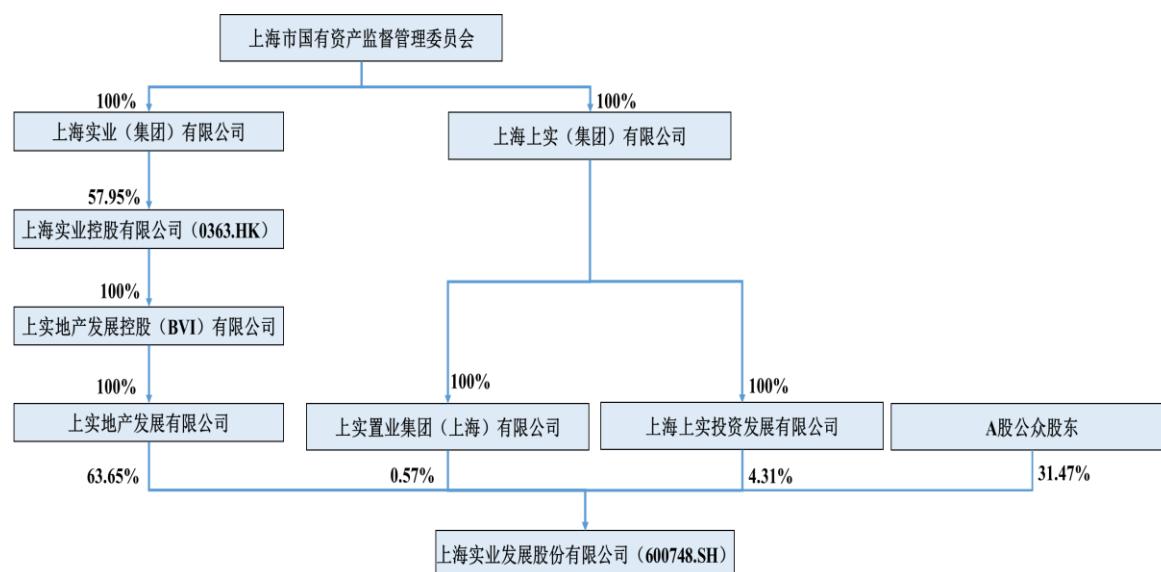 上海市国有资产监督管理委员会
100%
100%
上海实业（集团）有限公司
上海上实（集团）有限公司
57.95%
上海实业控股有限公司（0363.HK）
100%
上实地产发展控股（BVI）有限公司
100%
100%
100%
上实地产发展有限公司
上实置业集团（上海）有限公司
上海上实投资发展有限公司
A股公众股东
63.65%
0.57%
4.31%
31.47%
上海实业发展股份有限公司（600748.SH）